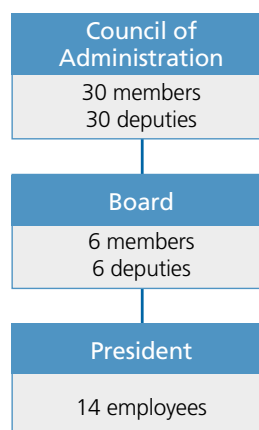 Council of
Administration
30 members
30 deputies
Board
6 members
6 deputies
President
14 employees